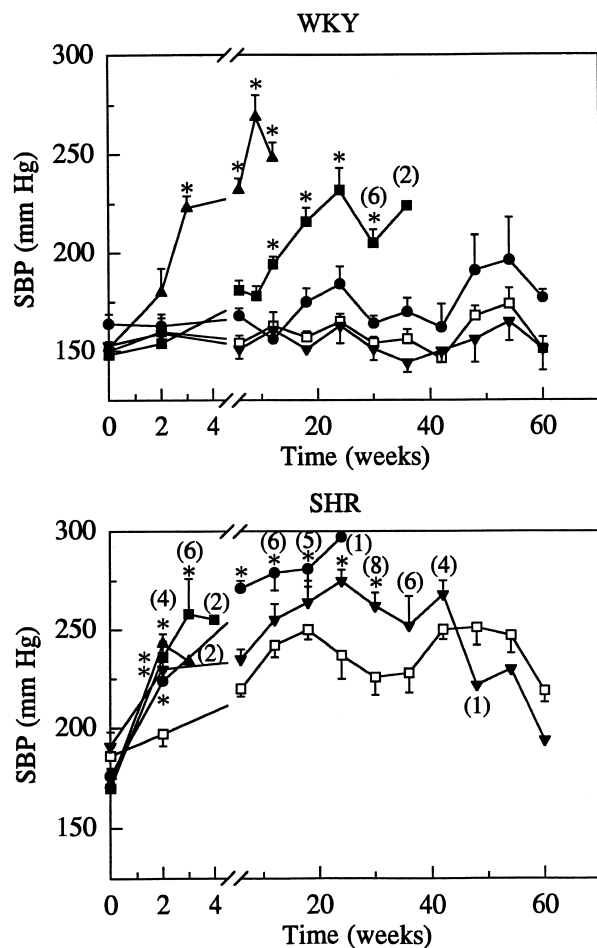 WKY
300
250
200
150
SBP (mm Hg)
* * * * * * * (6) * (2)
0 2 4 20 40 60
Time (weeks)
SHR
300
250
200
150
SBP (mm Hg)
* * * (4) * (6) * (2) (2) * * (6) * (5) * (1) * (8) * (6) (4) (1)
0 2 4 20 40 60
Time (weeks)